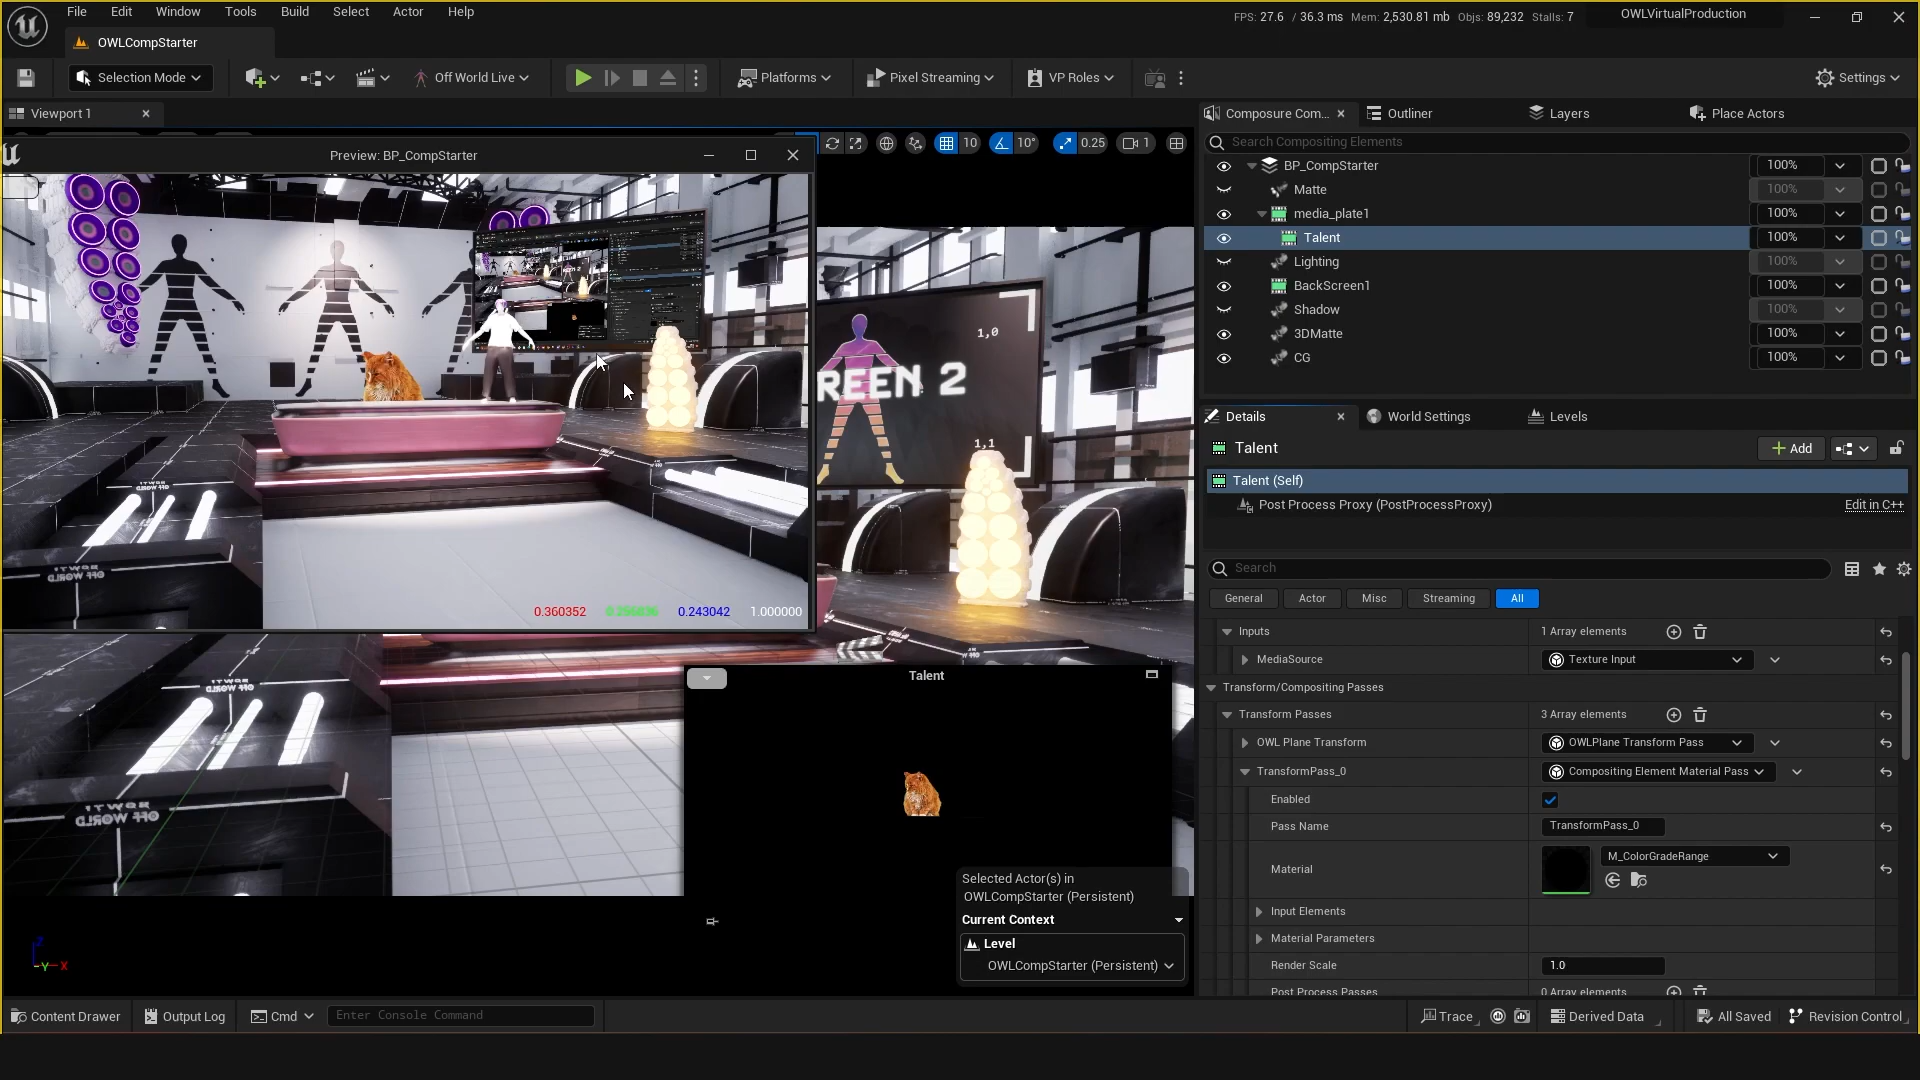 File Edit Window Tools Build Select Actor Help
FPS: 27.6 / 36.3 ms Mem: 2,530.81 mb Objs: 89,232 Stalls: 7
OWLVirtualProduction
OWLCompStarter
Selection Mode
Off World Live
Platforms
Pixel Streaming
VP Roles
Settings
Viewport 1
Composure Com...
Outliner
Layers
Place Actors
10
10°
0.25
1
Search Compositing Elements
Preview: BP_CompStarter
BP_CompStarter 100%
Matte 100%
media_plate1 100%
Talent 100%
Lighting 100%
BackScreen1 100%
Shadow 100%
3DMatte 100%
CG 100%
1,0
REEN 2
1,1
OFF WORLD
OFF WORLD
0.360352
0.243042
1.000000
Details
World Settings
Levels
Talent
Add
Talent (Self)
Post Process Proxy (PostProcessProxy)
Edit in C++
Search
General
Actor
Misc
Streaming
All
Inputs
1 Array elements
MediaSource
Texture Input
Transform/Compositing Passes
Transform Passes
3 Array elements
OWL Plane Transform
OWLPlane Transform Pass
TransformPass_0
Compositing Element Material Pass
Enabled
Pass Name
TransformPass_0
Material
M_ColorGradeRange
Input Elements
Material Parameters
Render Scale
1.0
Post Process Passes
0 Array elements
Talent
Selected Actor(s) in
OWLCompStarter (Persistent)
Current Context
Level
OWLCompStarter (Persistent)
Y
X
Content Drawer
Output Log
Cmd
Enter Console Command
Trace
Derived Data
All Saved
Revision Control